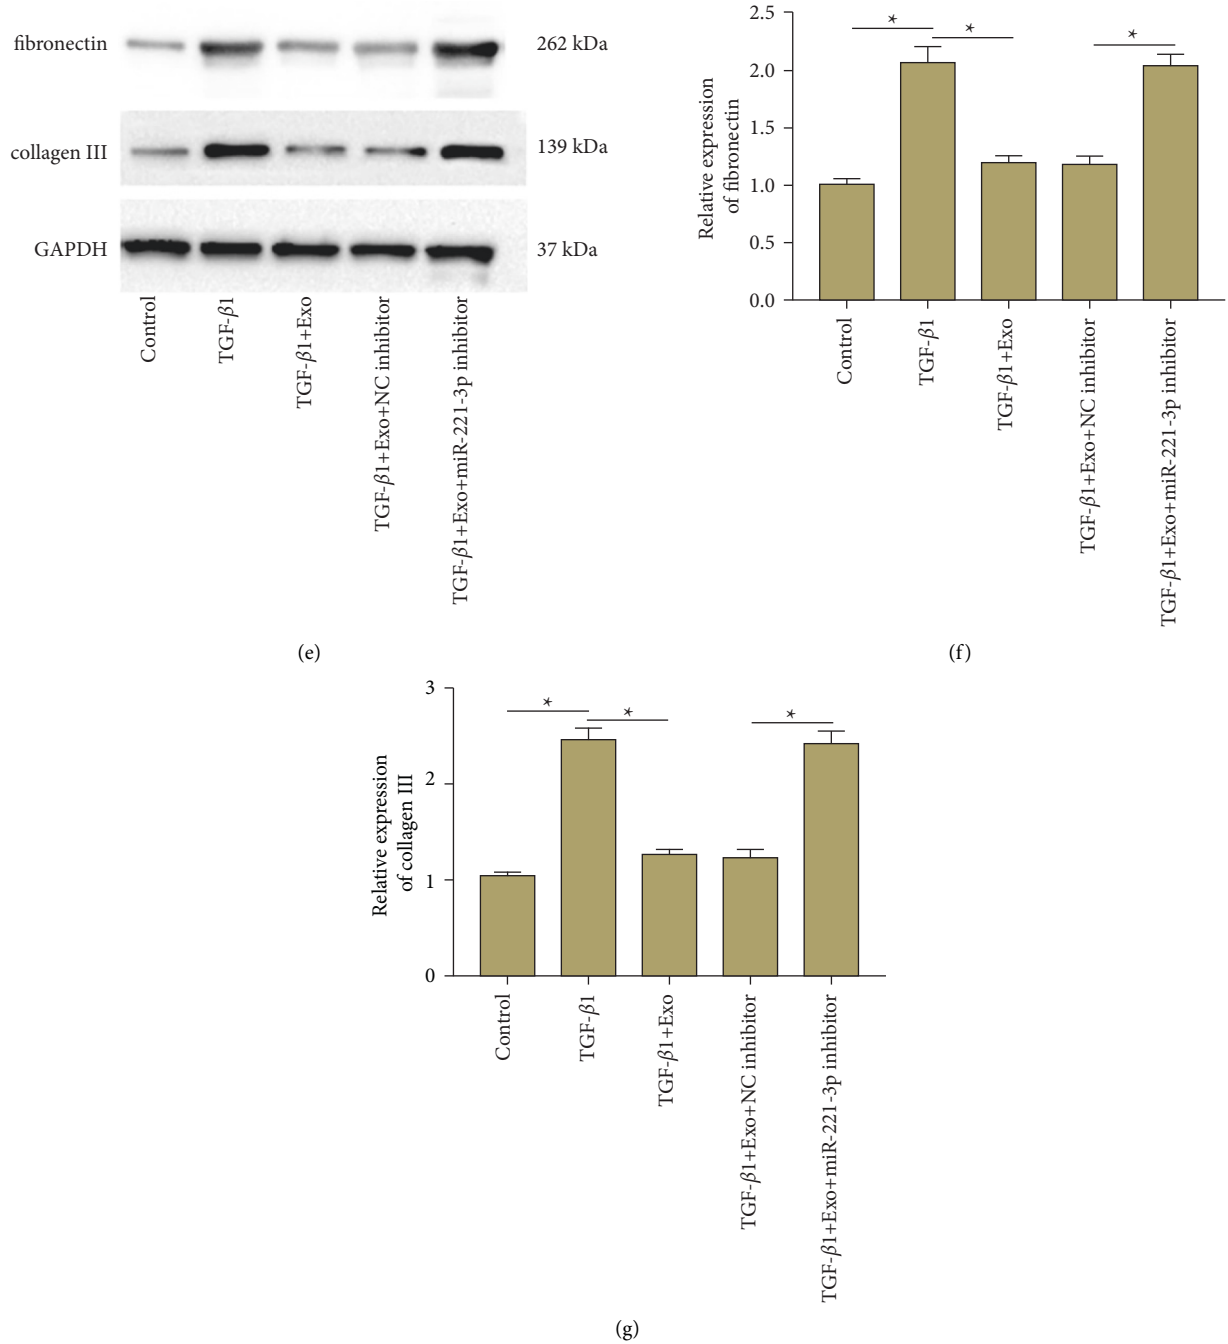 fibronectin
262 kDa
collagen III
139 kDa
GAPDH
37 kDa
Control
TGF-β1
TGF-β1+Exo
TGF-β1+Exo+NC inhibitor
TGF-β1+Exo+miR-221-3p inhibitor
(e)
Relative expression
of fibronectin
2.5
2.0
1.5
1.0
0.5
0.0
*
*
*
Control
TGF-β1
TGF-β1+Exo
TGF-β1+Exo+NC inhibitor
TGF-β1+Exo+miR-221-3p inhibitor
(f)
Relative expression
of collagen III
3
2
1
0
*
*
*
Control
TGF-β1
TGF-β1+Exo
TGF-β1+Exo+NC inhibitor
TGF-β1+Exo+miR-221-3p inhibitor
(g)